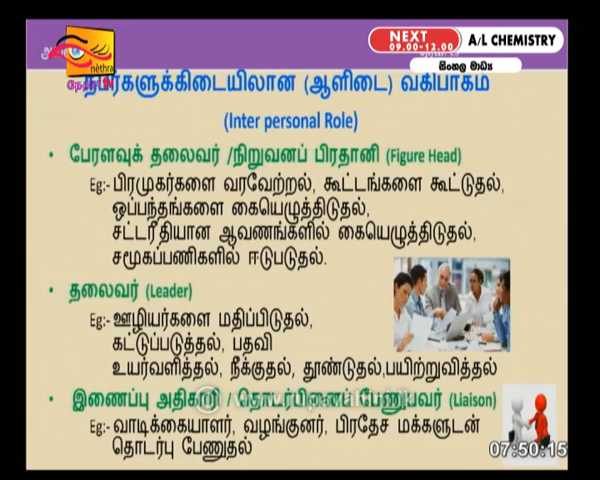 NEXT
09.00-12.00
A/L CHEMISTRY
සිංහල මාධ්‍ය
nethra
நபர்களுக்கிடையிலான (ஆளிடை) வகிபாகம்
(Inter personal Role)
• பேரளவுக் தலைவர் /நிறுவனப் பிரதானி (Figure Head)
Eg:- பிரமுகர்களை வரவேற்றல், கூட்டங்களை கூட்டுதல்,
ஒப்பந்தங்களை கையெழுத்திடுதல்,
சட்டரீதியான ஆவணங்களில் கையெழுத்திடுதல்,
சமூகப்பணிகளில் ஈடுபடுதல்.
• தலைவர் (Leader)
Eg:- ஊழியர்களை மதிப்பிடுதல்,
கட்டுப்படுத்தல், பதவி
உயர்வளித்தல், நீக்குதல், தூண்டுதல்,பயிற்றுவித்தல்
• இணைப்பு அதிகாரி / தொடர்பினைப் பேணுபவர் (Liaison)
Eg:- வாடிக்கையாளர், வழங்குனர், பிரதேச மக்களுடன்
தொடர்பு பேணுதல்
07:50:15